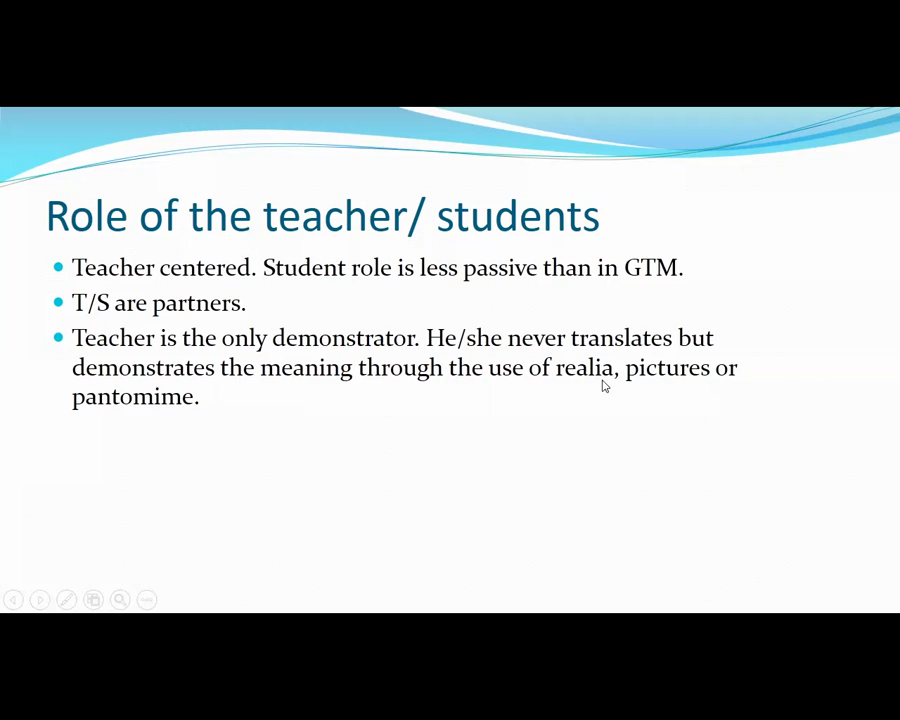 Role of the teacher/ students
• Teacher centered. Student role is less passive than in GTM.
• T/S are partners.
• Teacher is the only demonstrator. He/she never translates but
demonstrates the meaning through the use of realia, pictures or
pantomime.